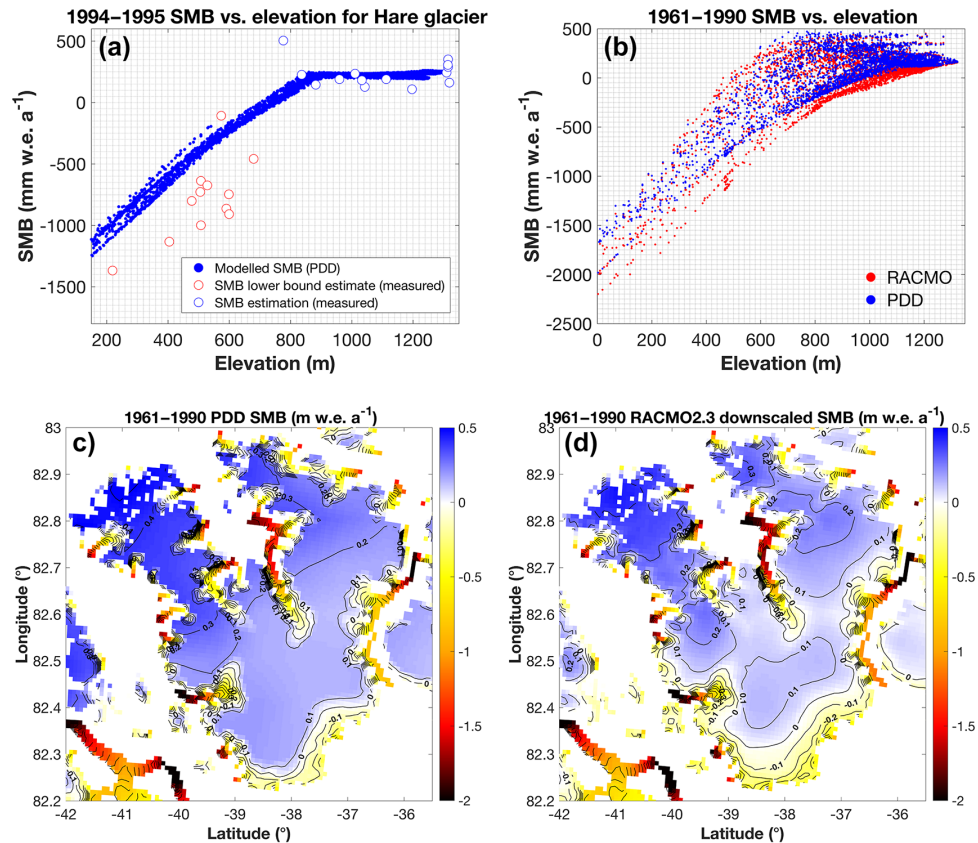 1994–1995 SMB vs. elevation for Hare glacier
(a)
500
0
-500
-1000
-1500
SMB (mm w.e. a⁻¹)
Modelled SMB (PDD)
SMB lower bound estimate (measured)
SMB estimation (measured)
200 400 600 800 1000 1200
Elevation (m)
1961–1990 SMB vs. elevation
(b)
500
0
-500
-1000
-1500
-2000
-2500
SMB (mm w.e. a⁻¹)
RACMO
PDD
0 200 400 600 800 1000 1200
Elevation (m)
1961–1990 PDD SMB (m w.e. a⁻¹)
c)
83
82.9
82.8
82.7
82.6
82.5
82.4
82.3
82.2
Longitude (°)
-42 -41 -40 -39 -38 -37 -36
Latitude (°)
0.5
0
-0.5
-1
-1.5
-2
1961–1990 RACMO2.3 downscaled SMB (m w.e. a⁻¹)
(d)
83
82.9
82.8
82.7
82.6
82.5
82.4
82.3
82.2
Longitude (°)
-42 -41 -40 -39 -38 -37 -36
Latitude (°)
0.5
0
-0.5
-1
-1.5
-2